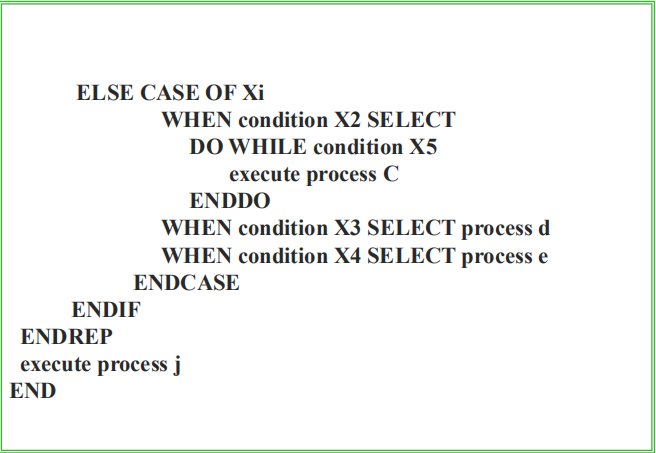 ELSE CASE OF Xi
WHEN condition X2 SELECT
DO WHILE condition X5
execute process C
ENDDO
WHEN condition X3 SELECT process d
WHEN condition X4 SELECT process e
ENDCASE
ENDIF
ENDREP
execute process j
END